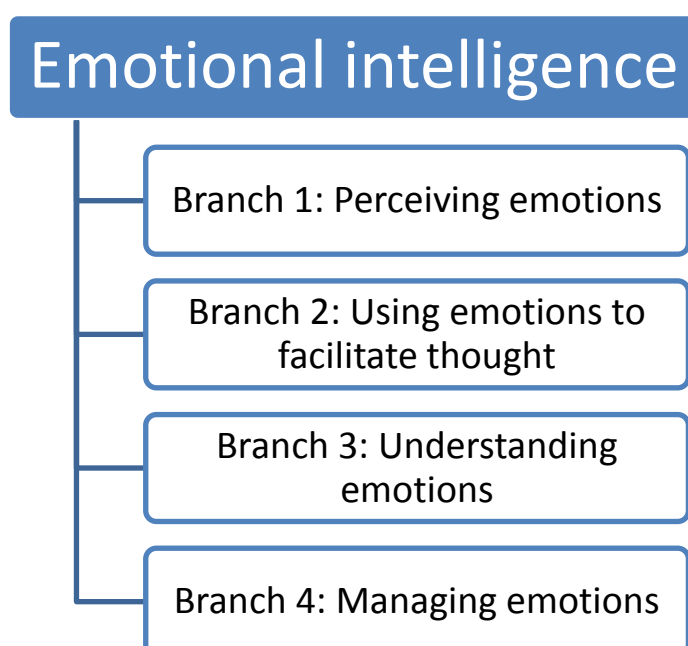 Emotional intelligence
Branch 1: Perceiving emotions
Branch 2: Using emotions to
facilitate thought
Branch 3: Understanding
emotions
Branch 4: Managing emotions